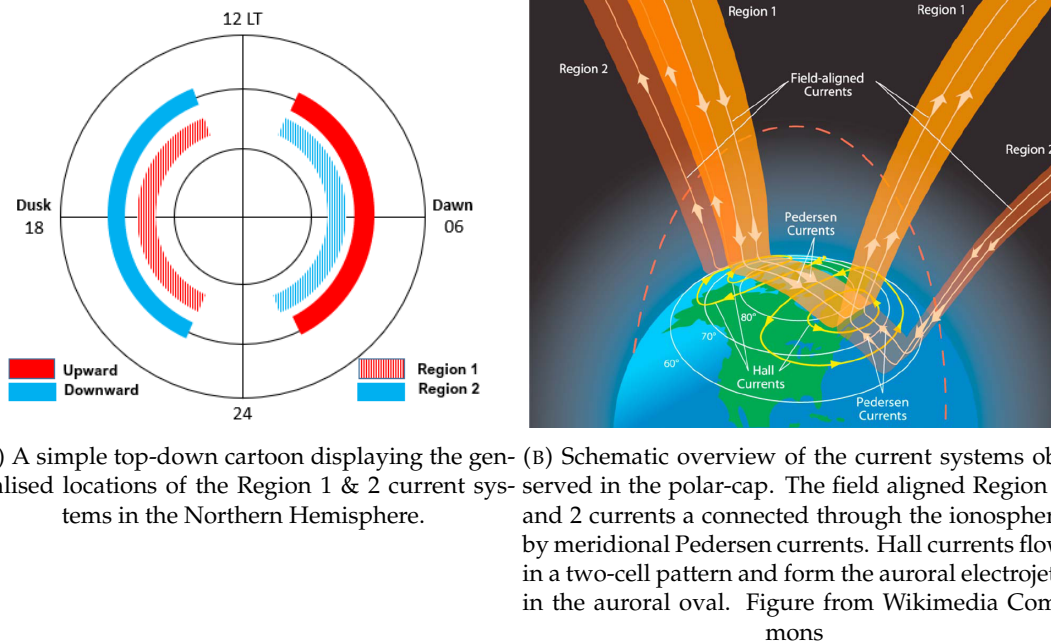 12 LT
Dusk
18
Dawn
06
Upward
Downward
Region 1
Region 2
24
Region 1
Region 1
Region 2
Field-aligned
Currents
Region 2
Pedersen
Currents
80°
70°
60°
Hall
Currents
Pedersen
Currents
) A simple top-down cartoon displaying the gen-
alised locations of the Region 1 & 2 current sys-
tems in the Northern Hemisphere.
(B) Schematic overview of the current systems ob
served in the polar-cap. The field aligned Region
and 2 currents a connected through the ionospher
by meridional Pedersen currents. Hall currents flow
in a two-cell pattern and form the auroral electrojet
in the auroral oval. Figure from Wikimedia Com
mons